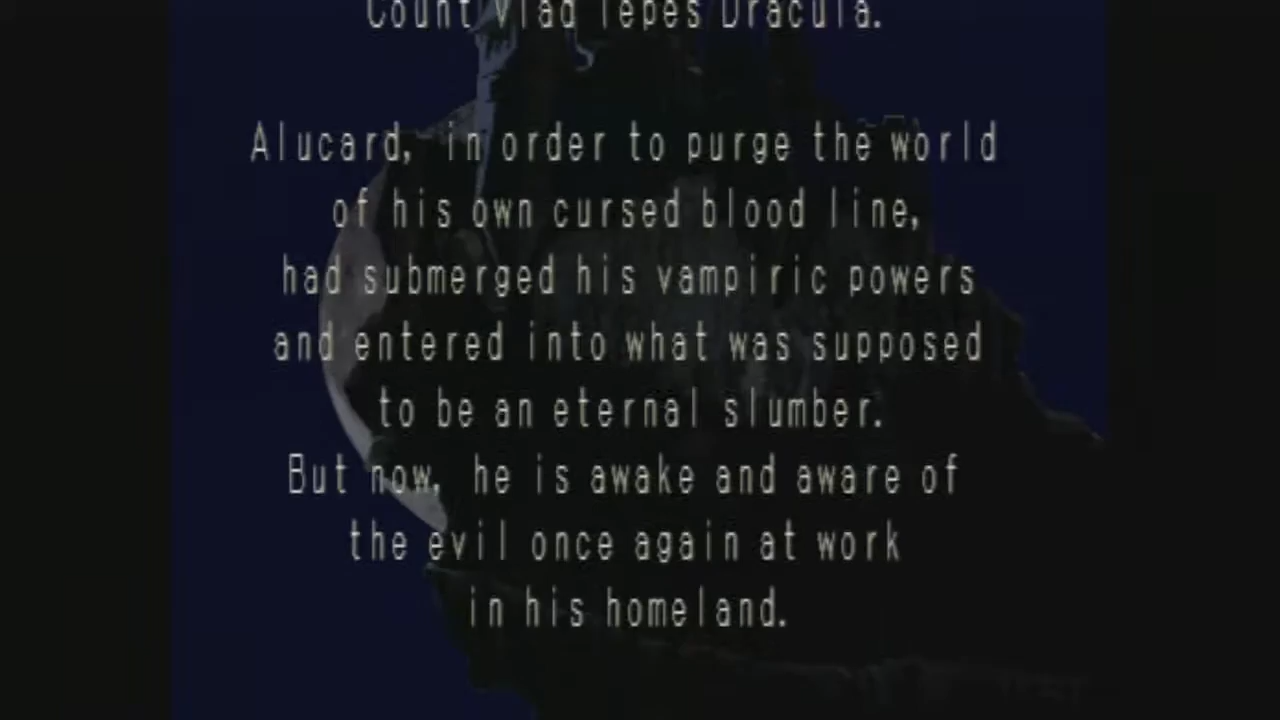 Count Vlad Tepes Dracula.
Alucard, in order to purge the world
of his own cursed blood line,
had submerged his vampiric powers
and entered into what was supposed
to be an eternal slumber.
But now, he is awake and aware of
the evil once again at work
in his homeland.